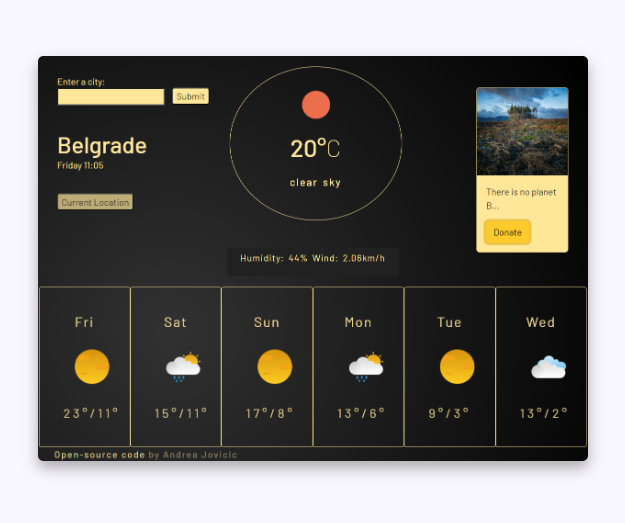 Enter a city:
Submit
Belgrade
Friday 11:05
Current Location
20°C
clear sky
Humidity: 44% Wind: 2.06km/h
There is no planet
B...
Donate
Fri Sat Sun Mon Tue Wed
23°/11° 15°/11° 17°/8° 13°/6° 9°/3° 13°/2°
Open-source code by Andrea Jovicic